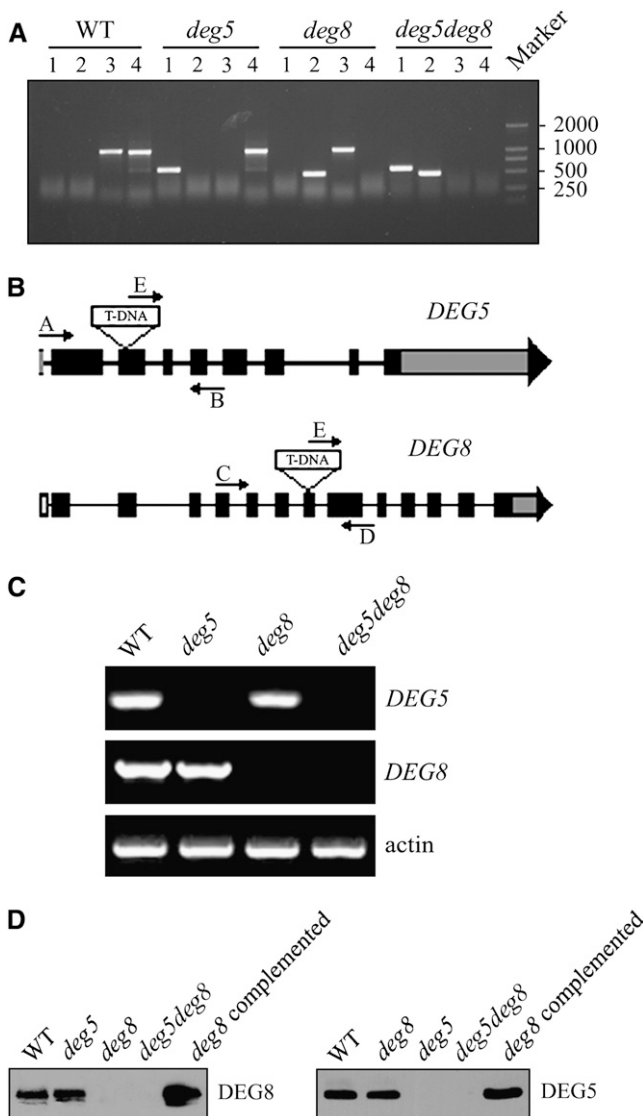 A
WT deg5 deg8 deg5deg8 Marker
1 2 3 4 1 2 3 4 1 2 3 4 1 2 3 4
2000
1000
500
250
B
E
A T-DNA DEG5
B
E
C T-DNA DEG8
D
C
WT deg5 deg8 deg5deg8
DEG5
DEG8
actin
D
WT deg5 deg8 deg5deg8 deg8 complemented
DEG8
WT deg8 deg5 deg5deg8 deg8 complemented
DEG5